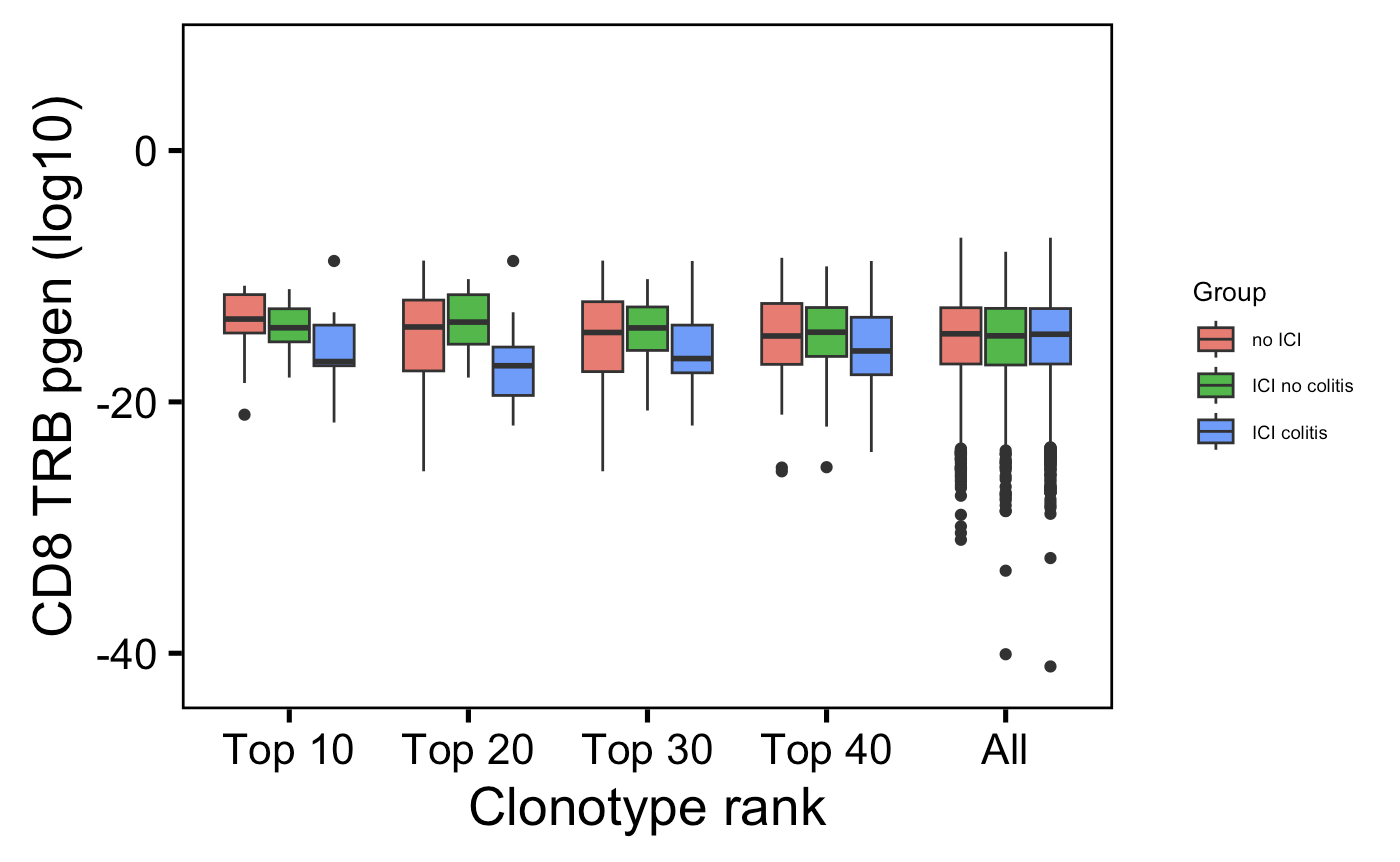 CD8 TRB pgen (log10)
0
-20
-40
Top 10
Top 20
Top 30
Top 40
All
Clonotype rank
Group
no ICI
ICI no colitis
ICI colitis